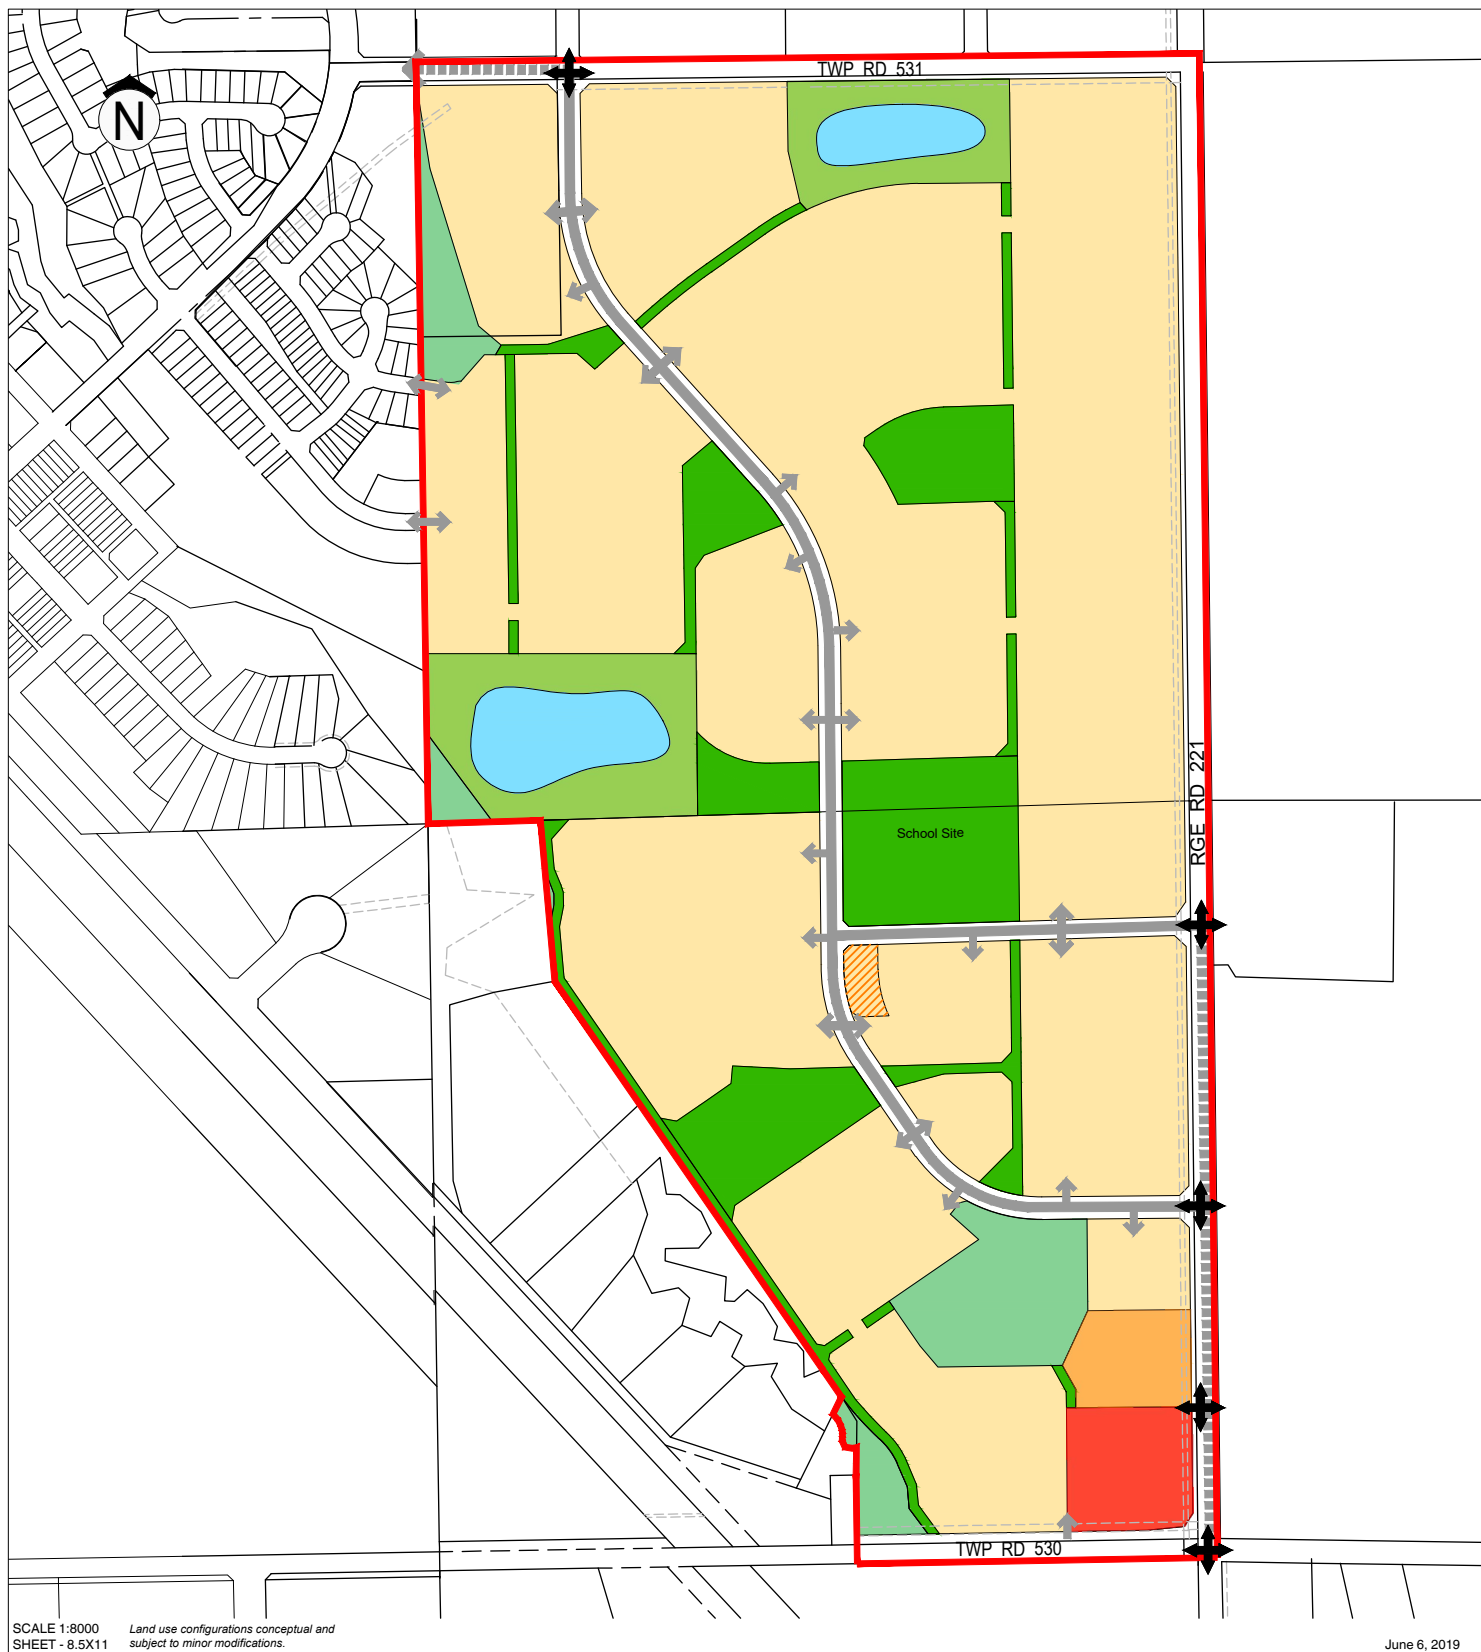 N
TWP RD 531
RGE RD 221
School Site
TWP RD 530
SCALE 1:8000
SHEET - 8.5X11
Land use configurations conceptual and
subject to minor modifications.
June 6, 2019